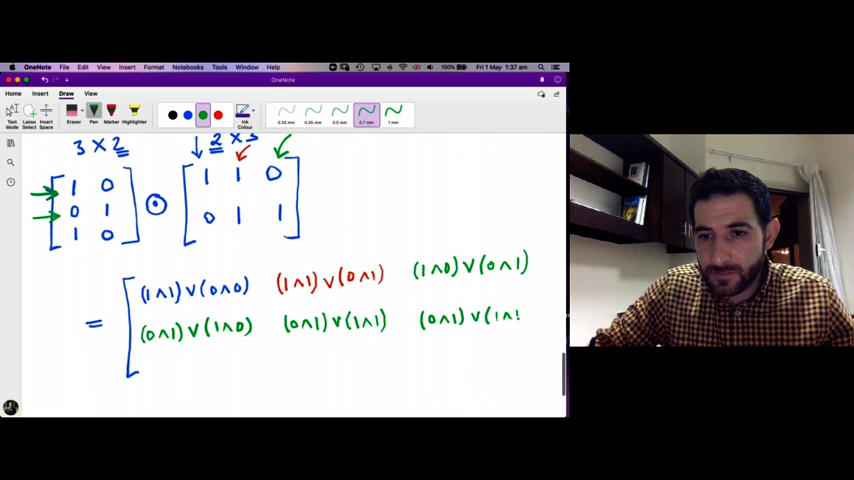 OneNote File Edit View Insert Format Notebooks Tools Window Help 100% Fri 1 May 1:37 am
OneNote
Home Insert Draw View
Text Mode Lasso Select Insert Space Eraser Pen Marker Highlighter Ink Colour 0.25 mm 0.35 mm 0.5 mm 0.7 mm 1 mm
3 × 2 2 × 3
1 0 ⊙ 1 1 0
0 1 0 1 1
1 0
= (1∧1)∨(0∧0) (1∧1)∨(0∧1) (1∧0)∨(0∧1)
(0∧1)∨(1∧0) (0∧1)∨(1∧1) (0∧1)∨(1∧